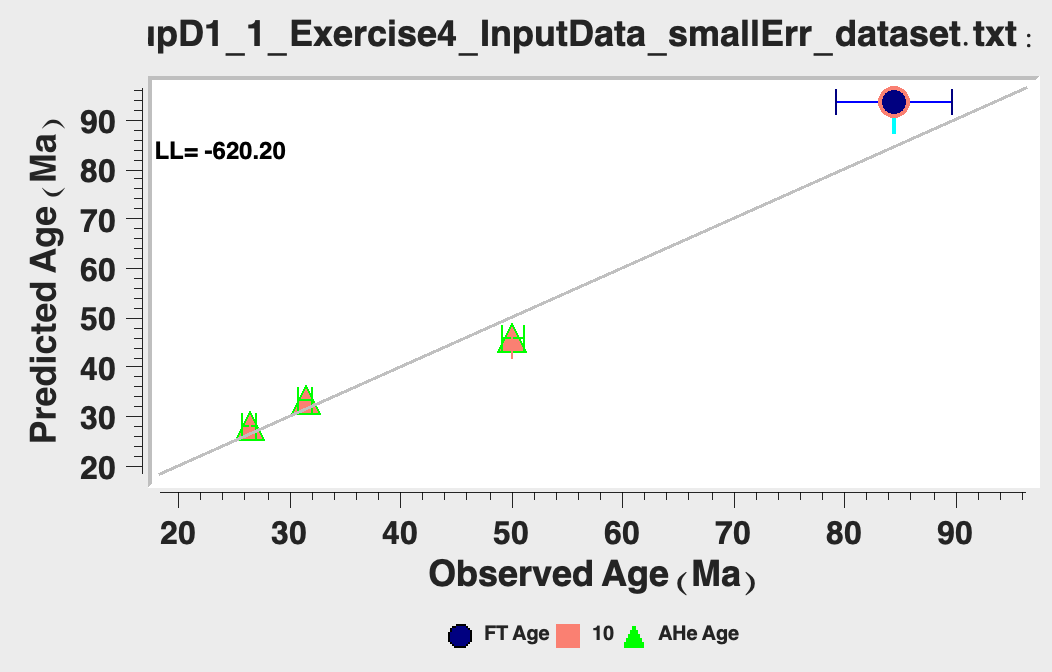 upD1_1_Exercise4_InputData_smallErr_dataset.txt :
LL= -620.20
Predicted Age (Ma)
90
80
70
60
50
40
30
20
20 30 40 50 60 70 80 90
Observed Age (Ma)
FT Age 10 AHe Age